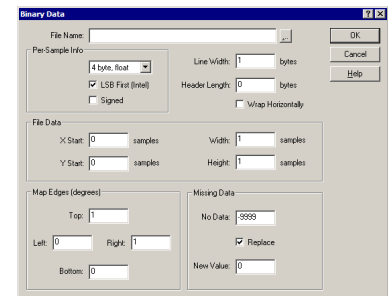 Binary Data ? X
File Name: ... OK
Per-Sample Info Cancel
4 byte, float Line Width: 1 bytes
Help
LSB First (Intel) Header Length: 0 bytes
Signed Wrap Horizontally
File Data
X Start: 0 samples Width: 1 samples
Y Start: 0 samples Height: 1 samples
Map Edges (degrees) Missing Data
Top: 1 No Data: -9999
Left: 0 Right: 1 Replace
Bottom: 0 New Value: 0